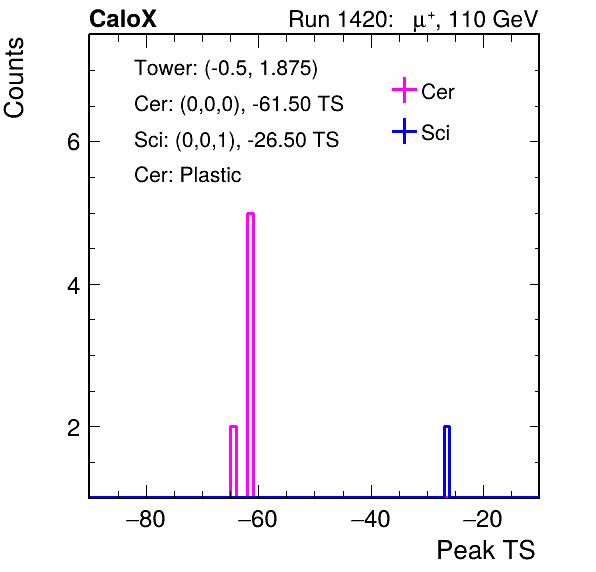 CaloX Run 1420: μ⁺, 110 GeV
Counts
Tower: (-0.5, 1.875)
Cer: (0,0,0), -61.50 TS
Sci: (0,0,1), -26.50 TS
Cer: Plastic
Cer
Sci
6
4
2
−80 −60 −40 −20
Peak TS